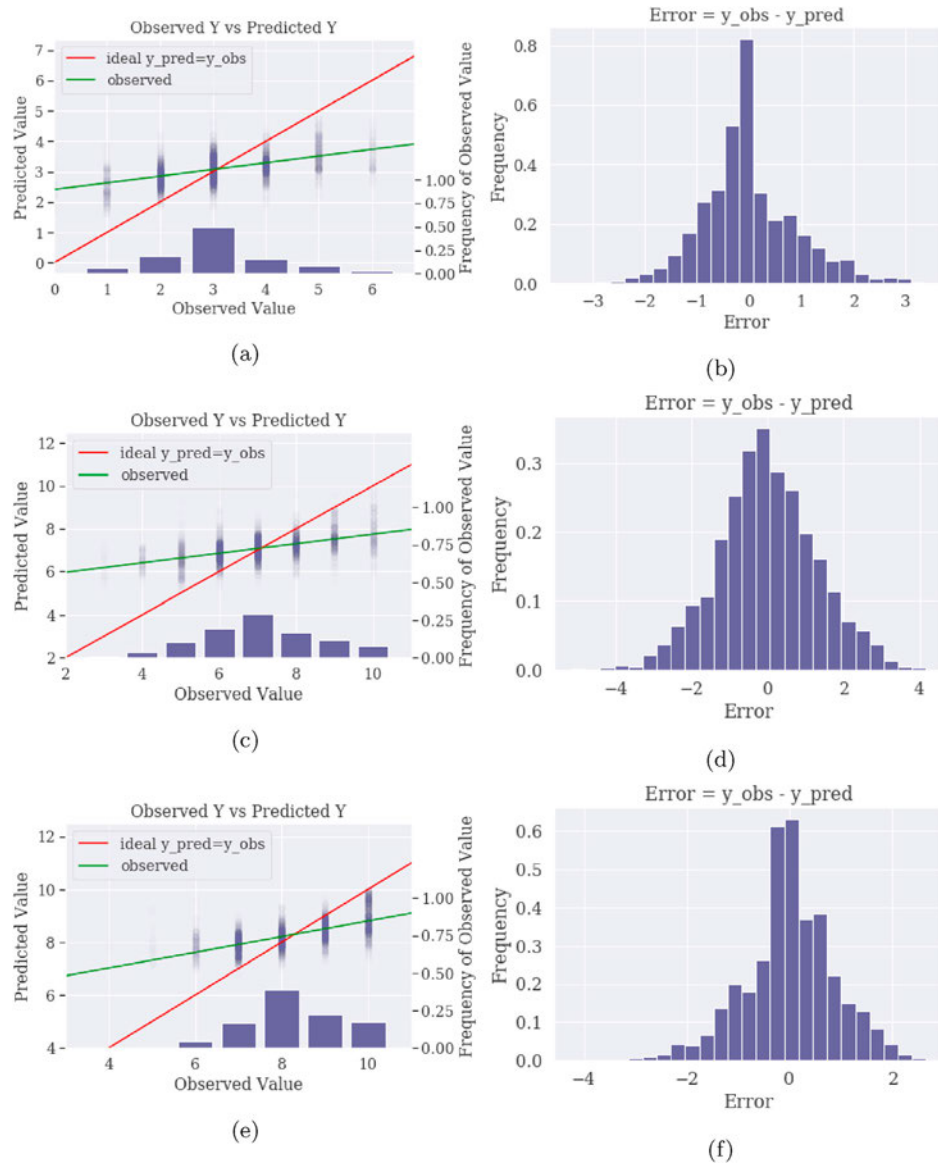 Observed Y vs Predicted Y
ideal y_pred=y_obs
observed
Predicted Value
7
6
5
4
3
2
1
0
Frequency of Observed Value
1.00
0.75
0.50
0.25
0.00
0 1 2 3 4 5 6
Observed Value
(a)
Error = y_obs - y_pred
Frequency
0.8
0.6
0.4
0.2
0.0
−3 −2 −1 0 1 2 3
Error
(b)
Observed Y vs Predicted Y
ideal y_pred=y_obs
observed
Predicted Value
12
10
8
6
4
2
Frequency of Observed Value
1.00
0.75
0.50
0.25
0.00
2 4 6 8 10
Observed Value
(c)
Error = y_obs - y_pred
Frequency
0.3
0.2
0.1
0.0
−4 −2 0 2 4
Error
(d)
Observed Y vs Predicted Y
ideal y_pred=y_obs
observed
Predicted Value
12
10
8
6
4
Frequency of Observed Value
1.00
0.75
0.50
0.25
0.00
4 6 8 10
Observed Value
(e)
Error = y_obs - y_pred
Frequency
0.6
0.5
0.4
0.3
0.2
0.1
0.0
−4 −2 0 2
Error
(f)